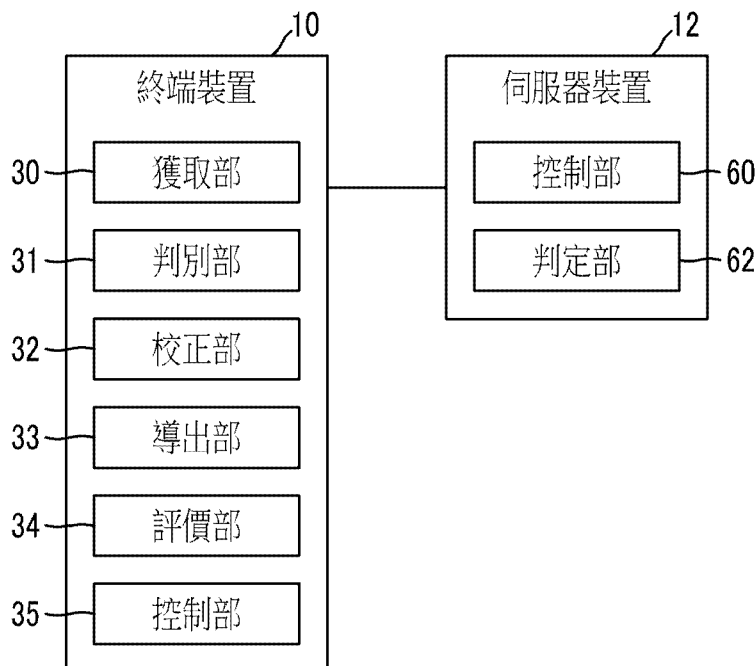 10
終端裝置
30
獲取部
31
判別部
32
校正部
33
導出部
34
評價部
35
控制部
12
伺服器裝置
控制部
60
判定部
62